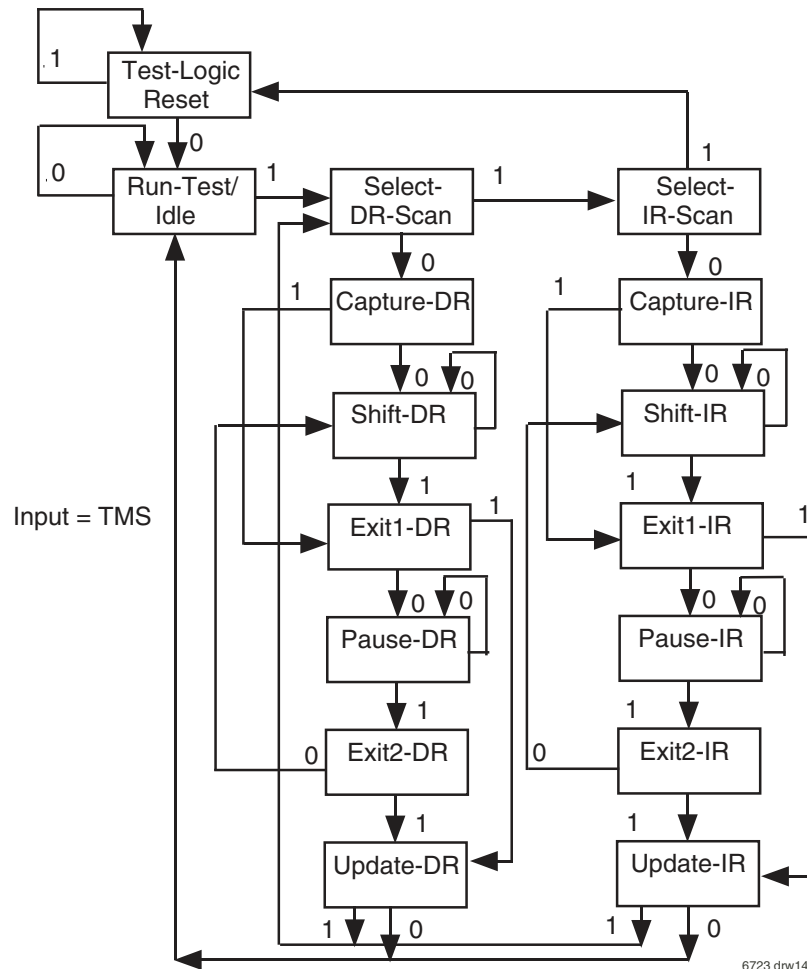 .1
Test-Logic
Reset
0
1
.0
Run-Test/
Idle
1
Select-
DR-Scan
1
Select-
IR-Scan
0
0
1
Capture-DR
1
Capture-IR
0
0
0
0
Shift-DR
Shift-IR
1
1
Input = TMS
Exit1-DR
1
Exit1-IR
1
0
0
0
0
Pause-DR
Pause-IR
1
1
0
Exit2-DR
0
Exit2-IR
1
1
Update-DR
Update-IR
1
0
1
0
6723 drw14